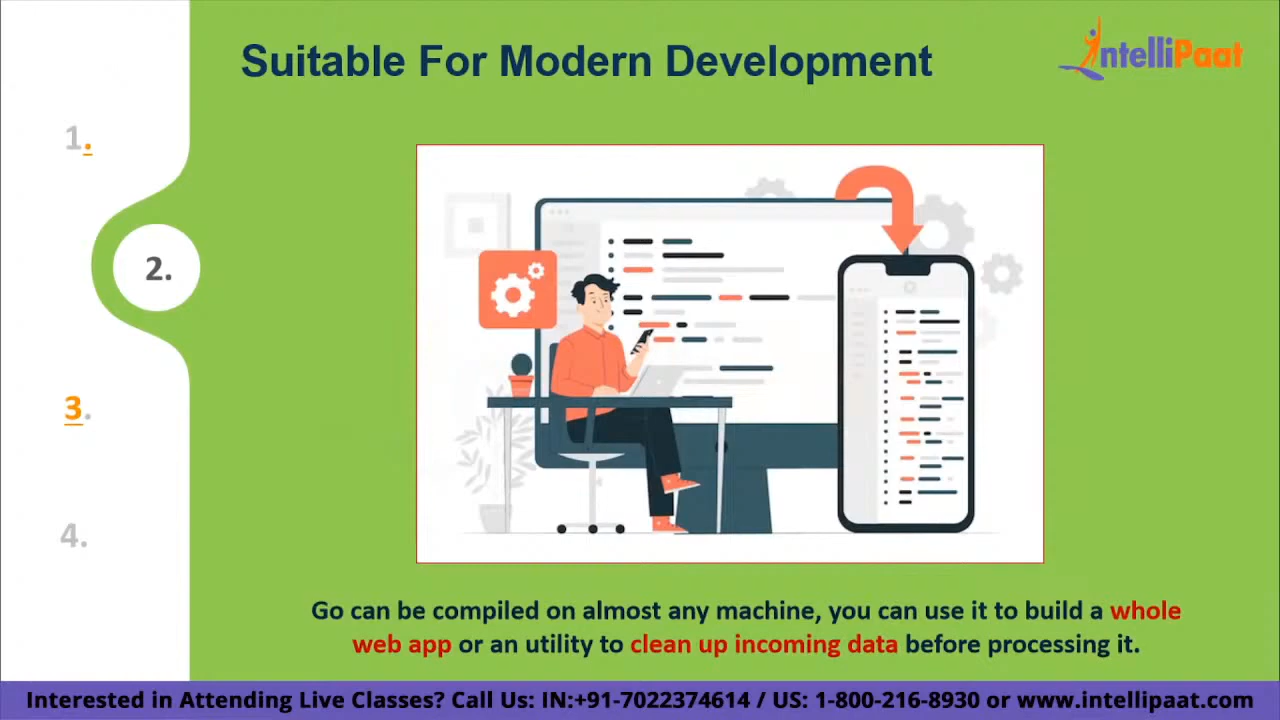 Suitable For Modern Development
IntelliPaat
1.
2.
3.
4.
Go can be compiled on almost any machine, you can use it to build a whole
web app or an utility to clean up incoming data before processing it.
Interested in Attending Live Classes? Call Us: IN:+91-7022374614 / US: 1-800-216-8930 or www.intellipaat.com